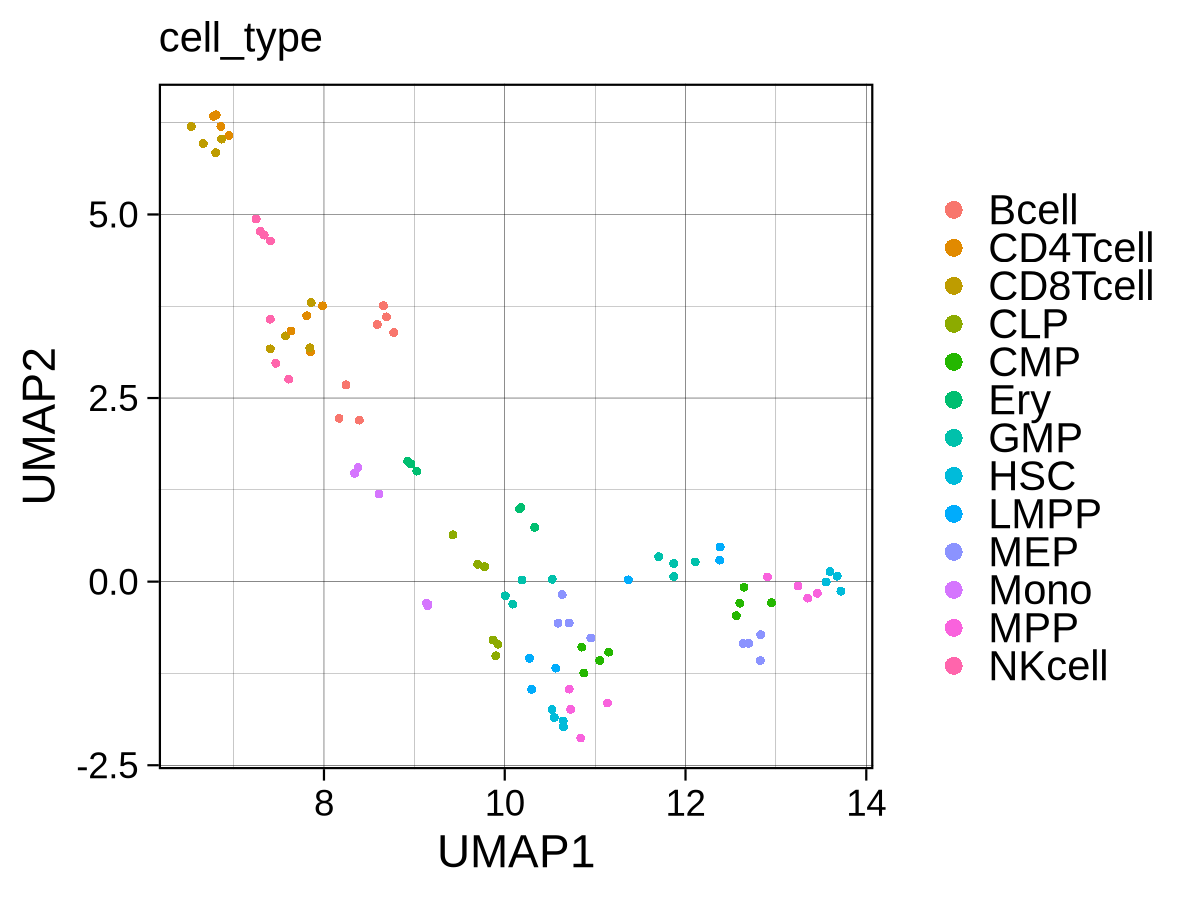 cell_type
5.0
2.5
0.0
-2.5
UMAP2
8 10 12 14
UMAP1
Bcell
CD4Tcell
CD8Tcell
CLP
CMP
Ery
GMP
HSC
LMPP
MEP
Mono
MPP
NKcell